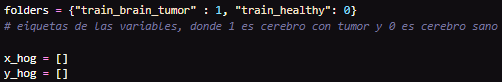 folders = {"train_brain_tumor" : 1, "train_healthy": 0}
# eiquetas de las variables, donde 1 es cerebro con tumor y 0 es cerebro sano
x_hog = []
y_hog = []